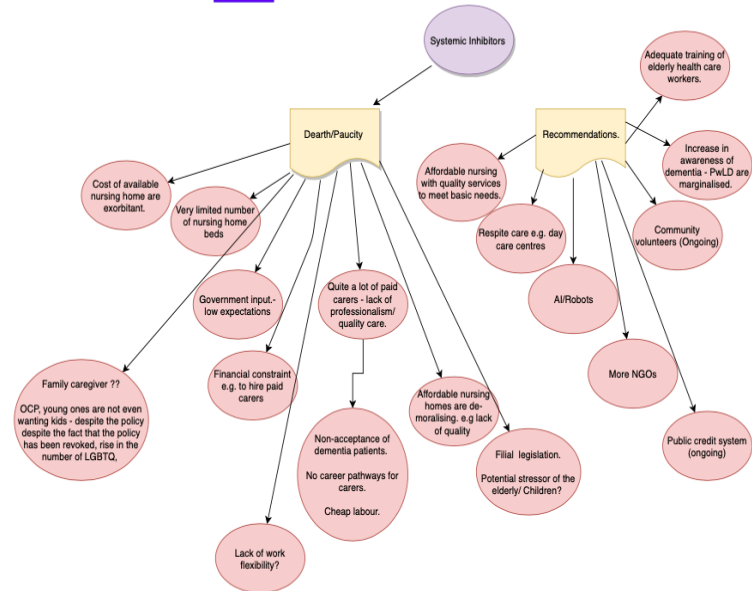 Systemic Inhibitors
Dearth/Paucity
Recommendations.
Adequate training of
elderly health care
workers.
Increase in
awareness of
dementia - PwLD are
marginalised.
Affordable nursing
with quality services
to meet basic needs.
Cost of available
nursing home are
exorbitant.
Very limited number
of nursing home
beds
Respite care e.g. day
care centres
Community
volunteers (Ongoing)
Government input.-
low expectations
Quite a lot of paid
carers - lack of
professionalism/
quality care.
AI/Robots
Family caregiver ??
OCP, young ones are not even
wanting kids - despite the policy
despite the fact that the policy
has been revoked, rise in the
number of LGBTQ,
Financial constraint
e.g. to hire paid
carers
Affordable nursing
homes are de-
moralising. e.g lack
of quality
More NGOs
Public credit system
(ongoing)
Non-acceptance of
dementia patients.
No career pathways for
carers.
Cheap labour.
Filial  legislation.
Potential stressor of the
elderly/ Children?
Lack of work
flexibility?